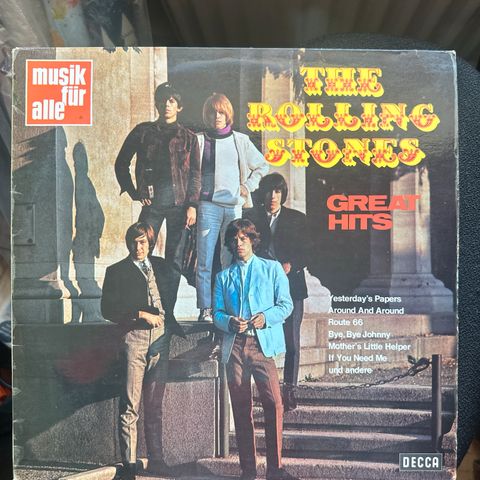 musik
für
alle
THE
ROLLING
STONES
GREAT
HITS
Yesterday's Papers
Around And Around
Route 66
Bye, Bye Johnny
Mother's Little Helper
If You Need Me
und andere
DECCA